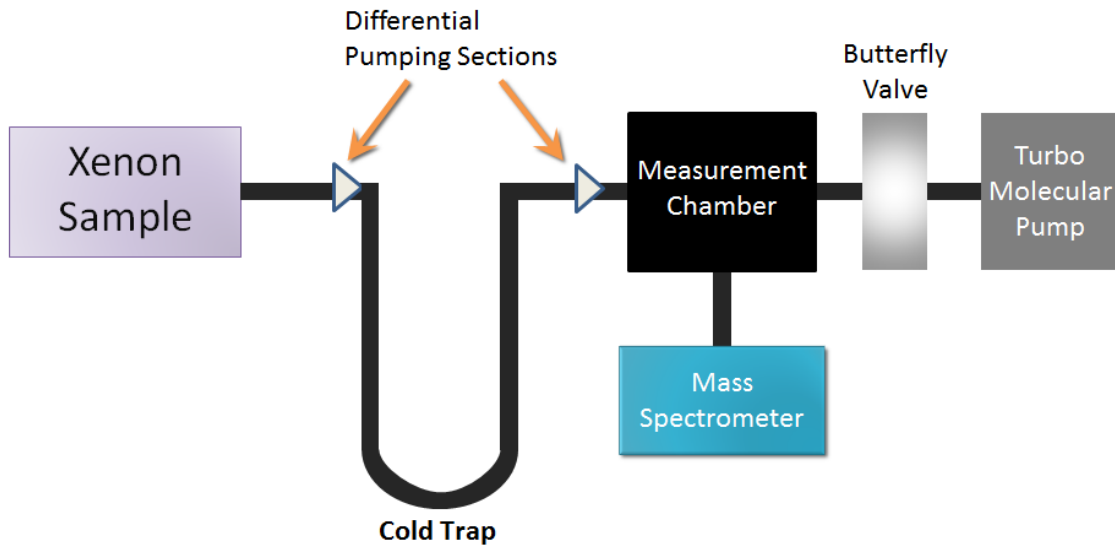 Differential
Pumping Sections
Butterfly
Valve
Xenon
Sample
Measurement
Chamber
Turbo
Molecular
Pump
Mass
Spectrometer
Cold Trap